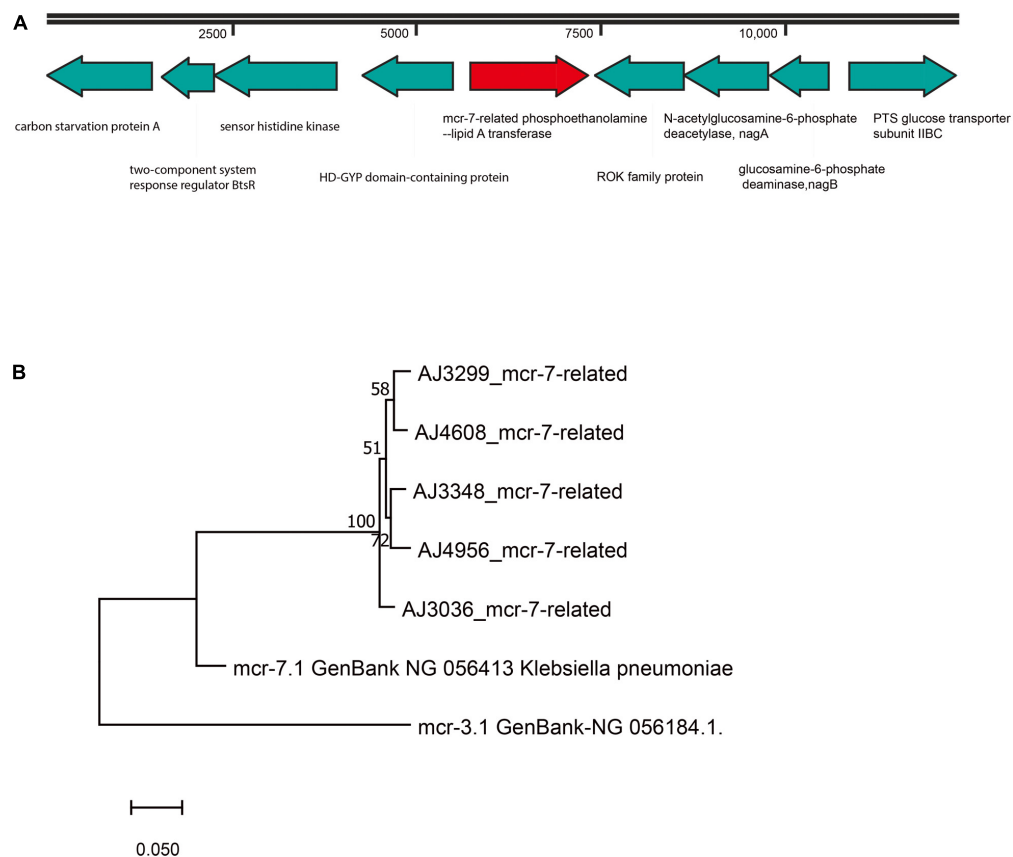 A
2500
5000
7500
10,000
carbon starvation protein A
sensor histidine kinase
mcr-7-related phosphoethanolamine
--lipid A transferase
N-acetylglucosamine-6-phosphate
deacetylase, nagA
PTS glucose transporter
subunit IIBC
two-component system
response regulator BtsR
HD-GYP domain-containing protein
ROK family protein
glucosamine-6-phosphate
deaminase,nagB
B
AJ3299_mcr-7-related
58
AJ4608_mcr-7-related
51
AJ3348_mcr-7-related
100
72
AJ4956_mcr-7-related
AJ3036_mcr-7-related
mcr-7.1 GenBank NG 056413 Klebsiella pneumoniae
mcr-3.1 GenBank-NG 056184.1.
0.050